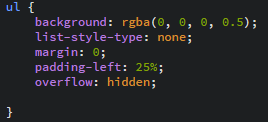 ul {
background: rgba(0, 0, 0, 0.5);
list-style-type: none;
margin: 0;
padding-left: 25%;
overflow: hidden;
}